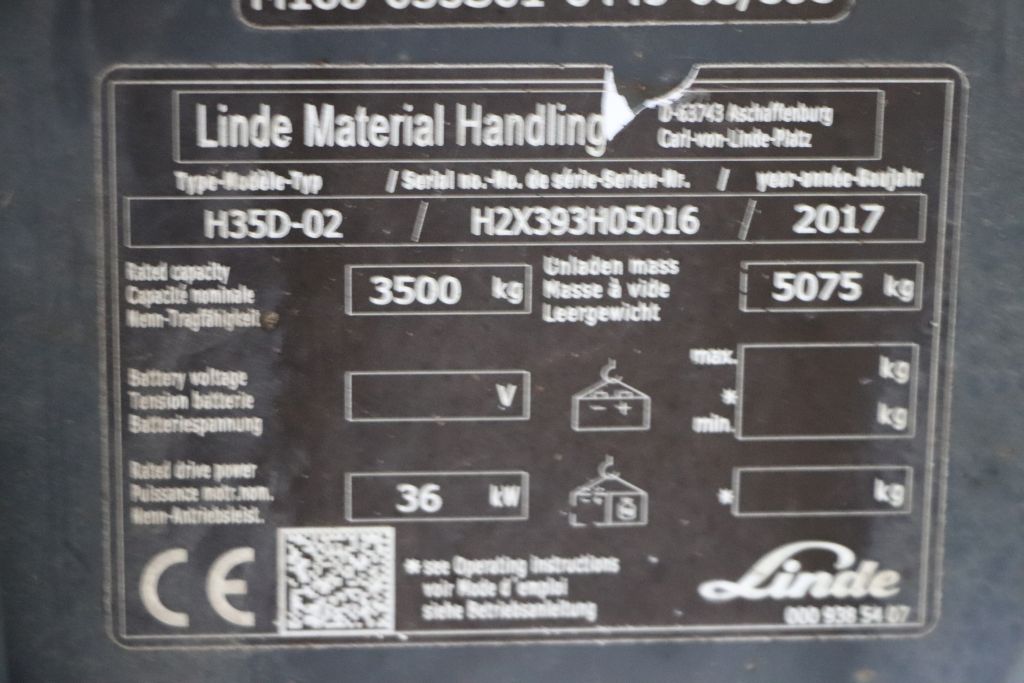 Linde Material Handling
D-63743 Aschaffenburg
Carl-von-Linde-Platz
Type-Modèle-Typ / Serial no.-No. de série-Serien-Nr. / year-année-Baujahr
H35D-02 / H2X393H05016 / 2017
Rated capacity
Capacité nominale
Nenn-Tragfähigkeit
3500 kg
Unladen mass
Masse à vide
Leergewicht
5075 kg
Battery voltage
Tension batterie
Batteriespannung
V
- +
max. kg
*
min. kg
Rated drive power
Puissance motr.nom.
Nenn-Antriebsleist.
36 kW
* kg
CE
* see Operating Instructions
voir Mode d'emploi
siehe Betriebsanleitung
Linde
000 938 54 07